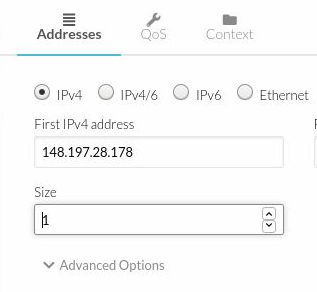 Addresses QoS Context
IPv4 IPv4/6 IPv6 Ethernet
First IPv4 address
148.197.28.178
Size
1
Advanced Options